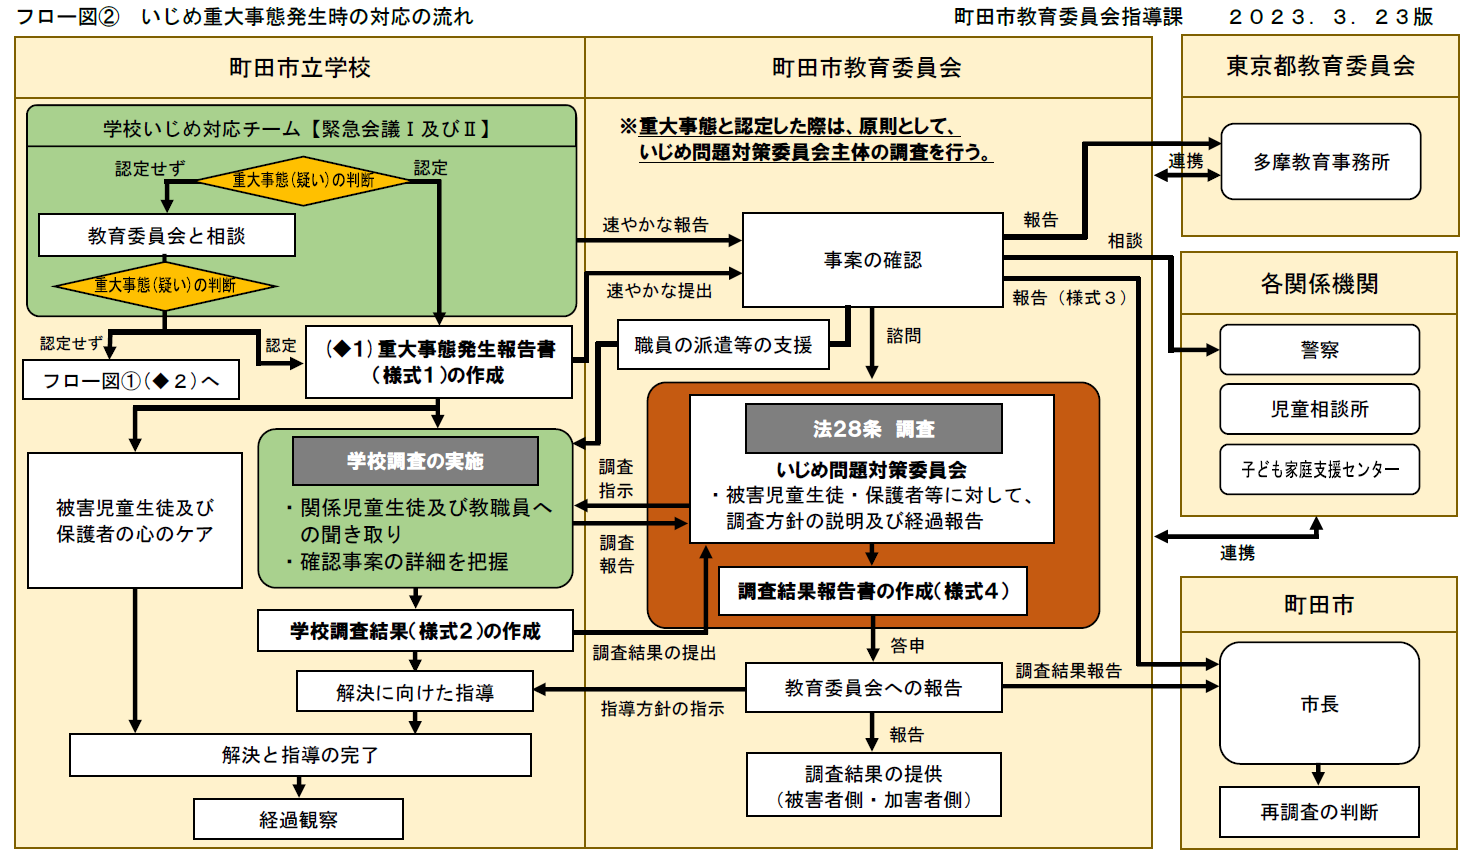 フロー図② いじめ重大事態発生時の対応の流れ
町田市教育委員会指導課 2023.3.23版
町田市立学校
学校いじめ対応チーム【緊急会議Ⅰ及びⅡ】
認定せず
重大事態(疑い)の判断
認定
教育委員会と相談
重大事態(疑い)の判断
認定せず
認定
フロー図①(◆2)へ
(◆1)重大事態発生報告書
(様式1)の作成
被害児童生徒及び
保護者の心のケア
学校調査の実施
・関係児童生徒及び教職員へ
の聞き取り
・確認事案の詳細を把握
学校調査結果(様式2)の作成
解決に向けた指導
解決と指導の完了
経過観察
町田市教育委員会
※重大事態と認定した際は、原則として、
いじめ問題対策委員会主体の調査を行う。
速やかな報告
速やかな提出
事案の確認
職員の派遣等の支援
諮問
報告
相談
報告(様式3)
法28条 調査
いじめ問題対策委員会
・被害児童生徒・保護者等に対して、
調査方針の説明及び経過報告
調査
指示
調査
報告
調査結果報告書の作成(様式4)
調査結果の提出
答申
教育委員会への報告
指導方針の指示
調査結果報告
報告
調査結果の提供
(被害者側・加害者側)
東京都教育委員会
連携
多摩教育事務所
各関係機関
警察
児童相談所
子ども家庭支援センター
連携
町田市
市長
再調査の判断